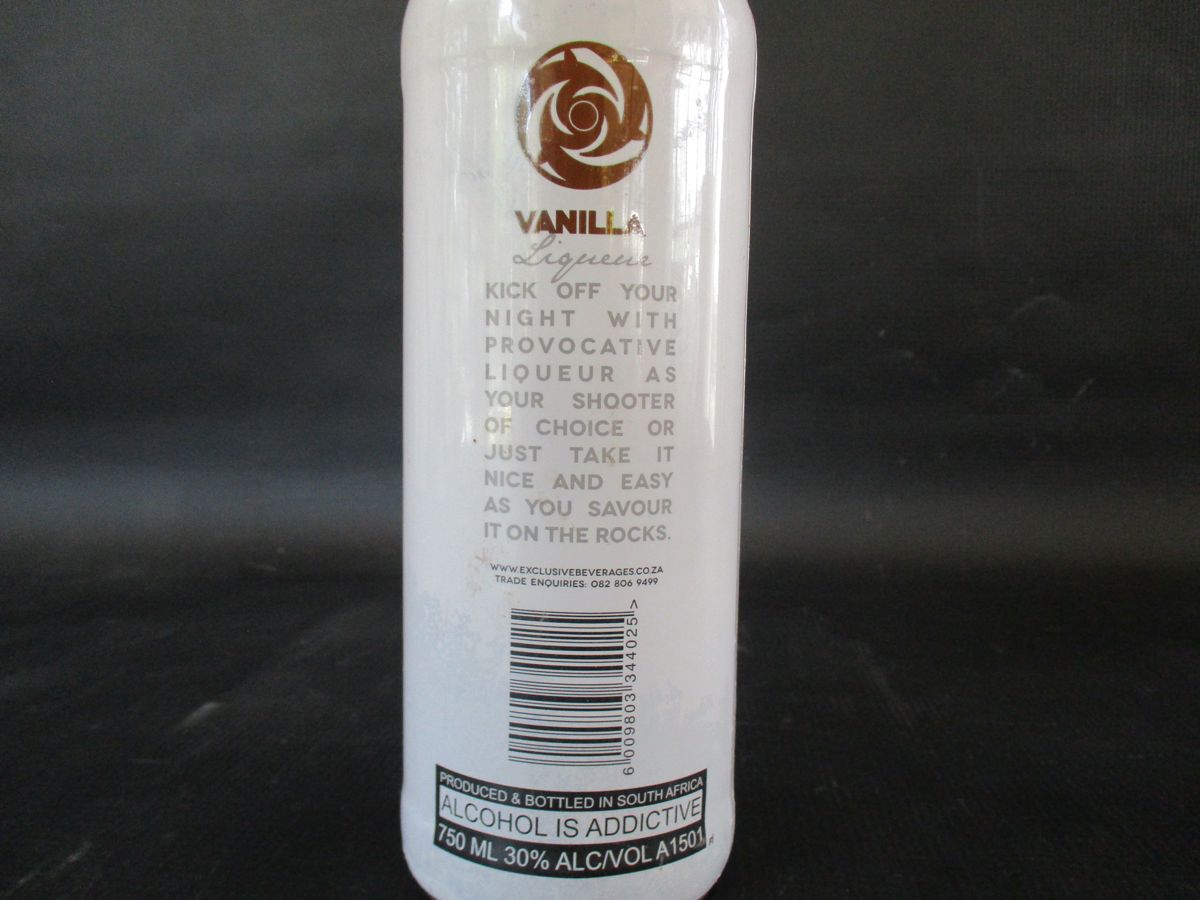 VANILLA
Liqueur
KICK OFF YOUR
NIGHT WITH
PROVOCATIVE
LIQUEUR AS
YOUR SHOOTER
OF CHOICE OR
JUST TAKE IT
NICE AND EASY
AS YOU SAVOUR
IT ON THE ROCKS.
WWW.EXCLUSIVEBEVERAGES.CO.ZA
TRADE ENQUIRIES: 082 806 9499
6 009803 344025 >
PRODUCED & BOTTLED IN SOUTH AFRICA
ALCOHOL IS ADDICTIVE
750 ML 30% ALC/VOL A1501